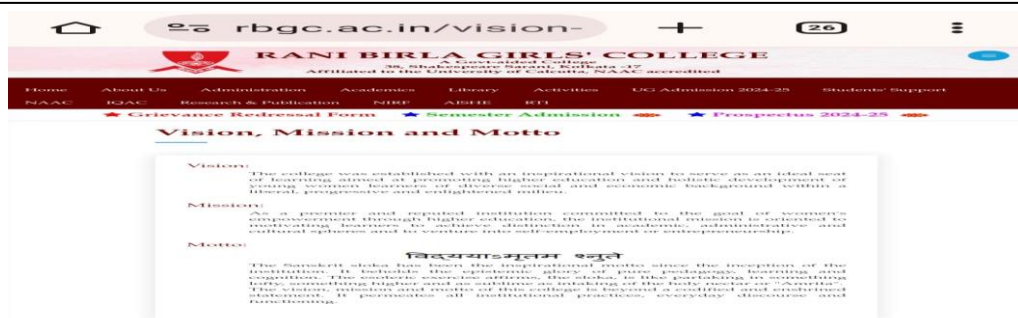 rbgc.ac.in/vision-
26
RANI BIRLA GIRLS' COLLEGE
A Govt-aided College
38, Shakespeare Sarani, Kolkata -17
Affiliated to the University of Calcutta, NAAC accredited
Home About Us Administration Academics Library Activities UG Admission 2024-25 Students' Support
NAAC IQAC Research & Publication NIRF AISHE RTI
Grievance Redressal Form Semester Admission Prospectus 2024-25
Vision, Mission and Motto
Vision:
The college was established with an inspirational vision to serve as an ideal seat
of learning aimed at promoting higher education and holistic development of
young women learners of diverse social and economic background within a
liberal, progressive and enlightened milieu.
Mission:
As a premier and reputed institution committed to the goal of women's
empowerment through higher education, the institutional mission is oriented to
motivating learners to achieve distinction in academic, administrative and
cultural spheres and to venture into self-employment or entrepreneurship.
Motto:
विद्ययाऽमृतम श्नुते
The Sanskrit sloka has been the inspirational motto since the inception of the
institution. It beholds the epistemic glory of pure pedagogy, learning and
cognition. The esoteric exercise affirms, the sloka, is like partaking in something
lofty, something higher and as sublime as intaking of the holy nectar or "Amrita".
The vision, mission and motto of this college is beyond a codified and enshrined
statement. It permeates all institutional practices, everyday discourse and
functioning.